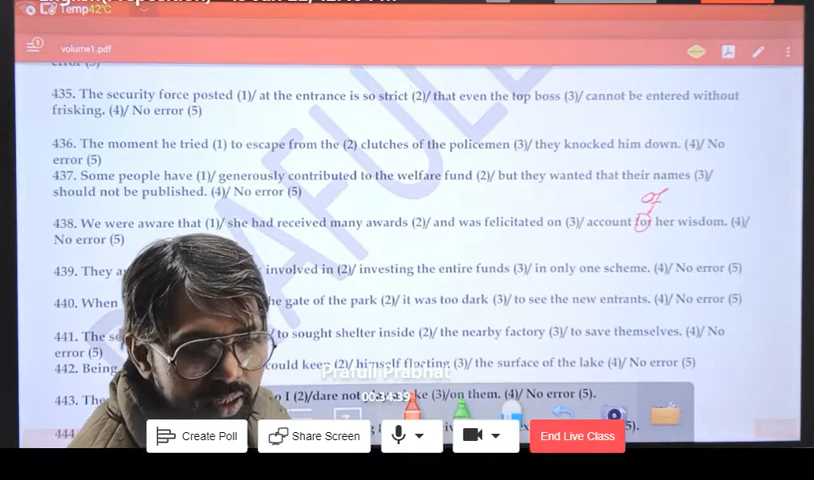 Temp42°C
volume1.pdf
435. The security force posted (1)/ at the entrance is so strict (2)/ that even the top boss (3)/ cannot be entered without
frisking. (4)/ No error (5)
436. The moment he tried (1) to escape from the (2) clutches of the policemen (3)/ they knocked him down. (4)/ No
error (5)
437. Some people have (1)/ generously contributed to the welfare fund (2)/ but they wanted that their names (3)/
should not be published. (4)/ No error (5)
of
438. We were aware that (1)/ she had received many awards (2)/ and was felicitated on (3)/ account for her wisdom. (4)/
No error (5)
439. They involved in (2)/ investing the entire funds (3)/ in only one scheme. (4)/ No error (5)
440. When the gate of the park (2)/ it was too dark (3)/ to see the new entrants. (4)/ No error (5)
441. The to sought shelter inside (2)/ the nearby factory (3)/ to save themselves. (4)/ No
error (5)
442. Being could keep (2)/ himself floating (3)/ the surface of the lake (4)/ No error (5)
Prafull Prabhat
00:34:39
443. I (2)/dare not (3)/on them. (4)/ No error (5).
444 (5).
Create Poll
Share Screen
End Live Class